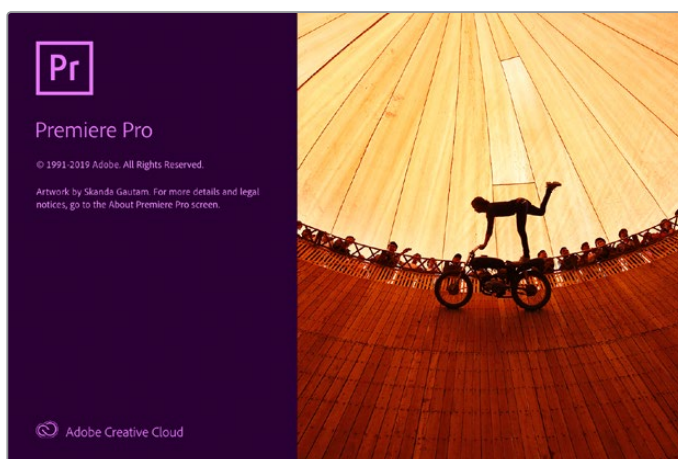 Pr
Premiere Pro
© 1991-2019 Adobe. All Rights Reserved.
Artwork by Skanda Gautam. For more details and legal
notices, go to the About Premiere Pro screen.
Adobe Creative Cloud